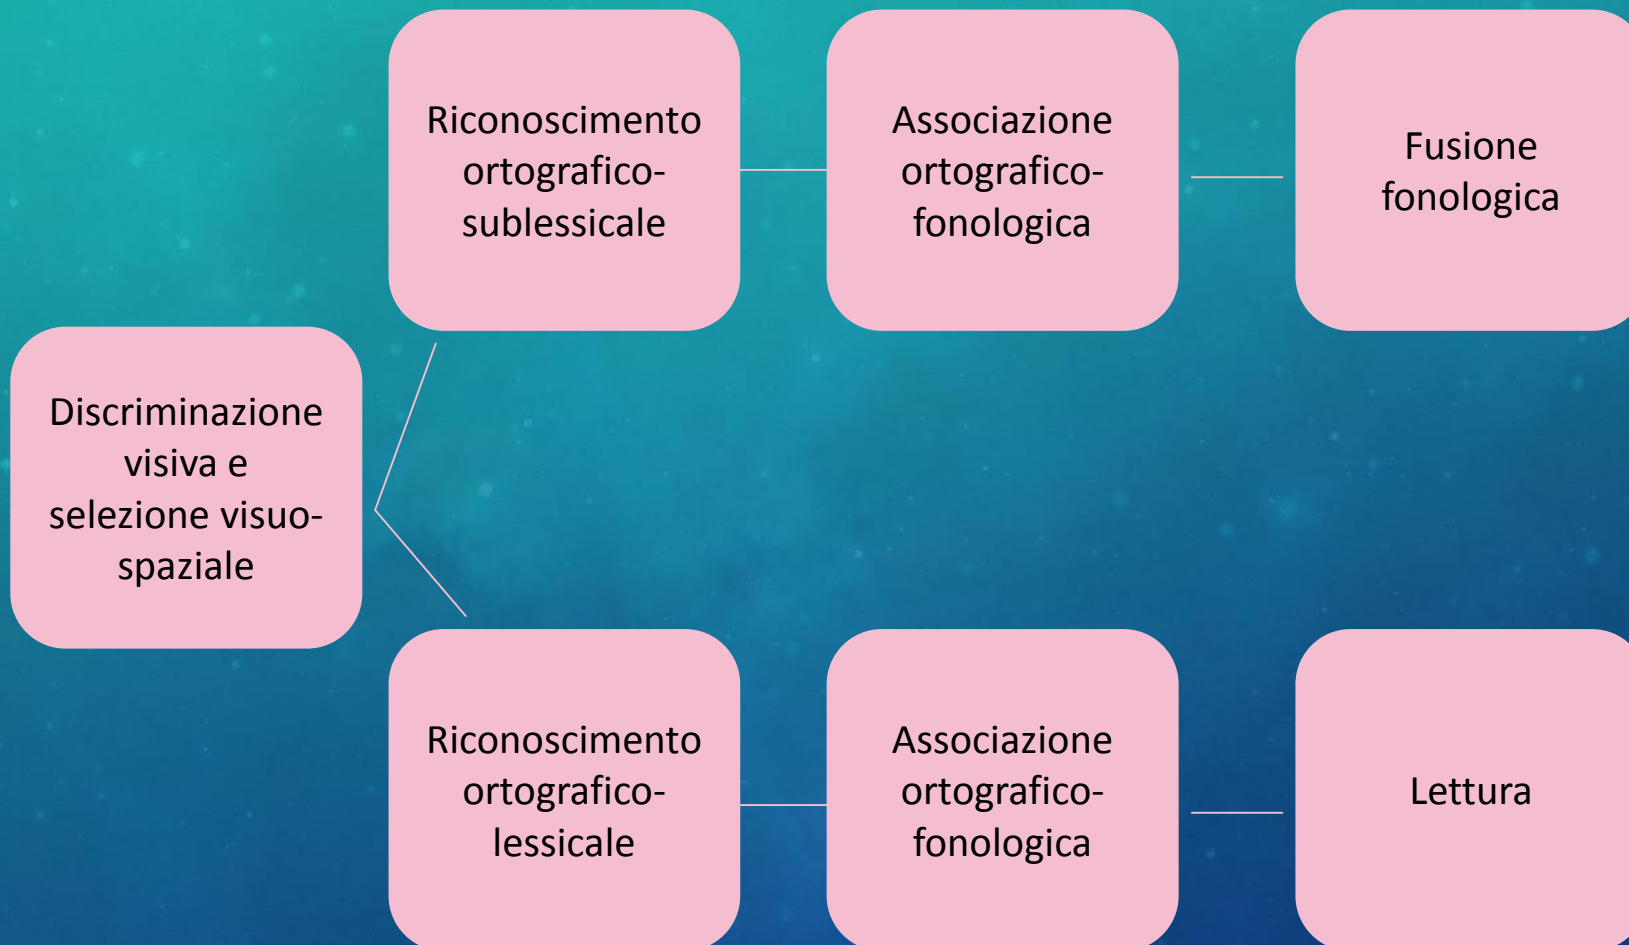 Riconoscimento
ortografico-
sublessicale
Associazione
ortografico-
fonologica
Fusione
fonologica
Discriminazione
visiva e
selezione visuo-
spaziale
Riconoscimento
ortografico-
lessicale
Associazione
ortografico-
fonologica
Lettura